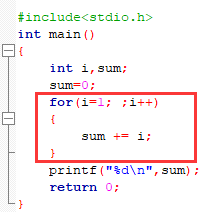 #include<stdio.h>
int main()
{
int i,sum;
sum=0;
for(i=1; ;i++)
{
sum += i;
}
printf("%d\n",sum);
return 0;
}